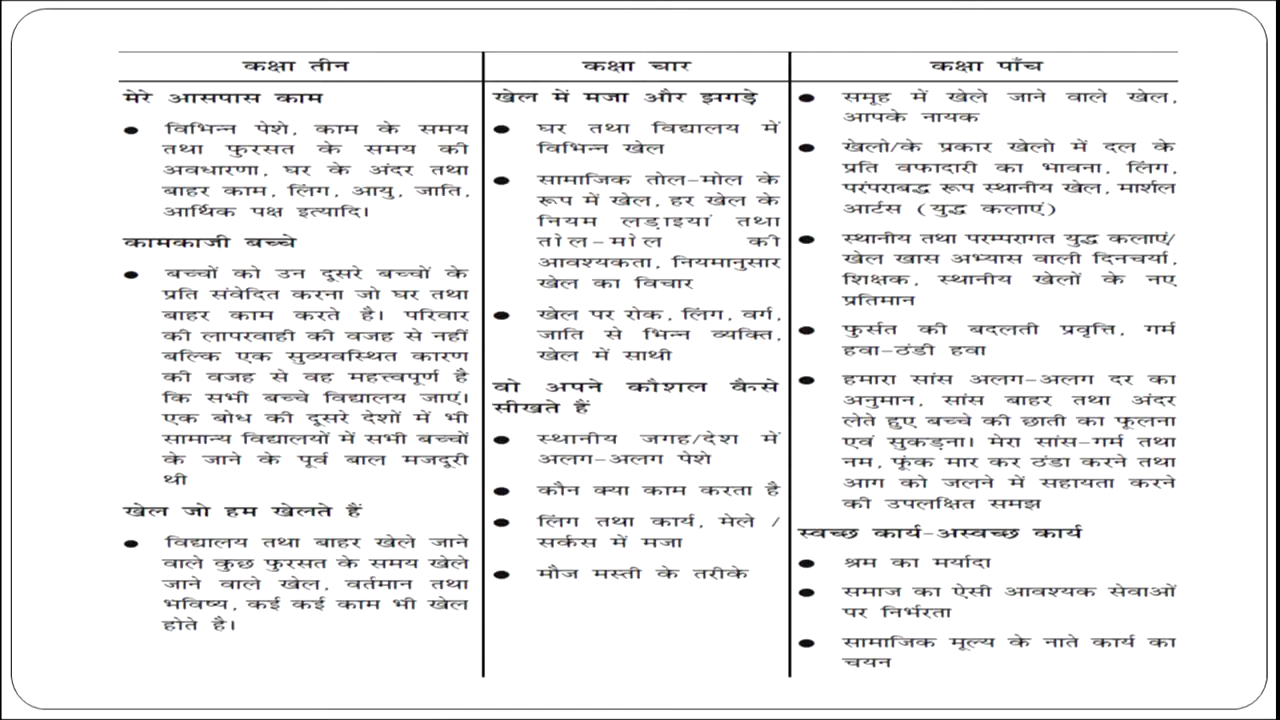 कक्षा तीन
मेरे आसपास काम
● विभिन्न पेशे, काम के समय
तथा फुरसत के समय की
अवधारणा, घर के अंदर तथा
बाहर काम, लिंग, आयु, जाति,
आर्थिक पक्ष इत्यादि।
कामकाजी बच्चे
● बच्चों को उन दूसरे बच्चों के
प्रति संवेदित करना जो घर तथा
बाहर काम करते है। परिवार
की लापरवाही की वजह से नहीं
बल्कि एक सुव्यवस्थित कारण
की वजह से वह महत्त्वपूर्ण है
कि सभी बच्चे विद्यालय जाएं।
एक बोध की दूसरे देशों में भी
सामान्य विद्यालयों में सभी बच्चों
के जाने के पूर्व बाल मजदूरी
थी
खेल जो हम खेलते हैं
● विद्यालय तथा बाहर खेले जाने
वाले कुछ फुरसत के समय खेले
जाने वाले खेल, वर्तमान तथा
भविष्य, कई कई काम भी खेल
होते है।
कक्षा चार
खेल में मजा और झगड़े
● घर तथा विद्यालय में
विभिन्न खेल
● सामाजिक तोल-मोल के
रूप में खेल, हर खेल के
नियम लड़ाइयां तथा
तोल-मोल की
आवश्यकता, नियमानुसार
खेल का विचार
● खेल पर रोक, लिंग, वर्ग,
जाति से भिन्न व्यक्ति,
खेल में साथी
वो अपने कौशल कैसे
सीखते हैं
● स्थानीय जगह/देश में
अलग-अलग पेशे
● कौन क्या काम करता है
● लिंग तथा कार्य, मेले /
सर्कस में मजा
● मौज मस्ती के तरीके
कक्षा पाँच
● समूह में खेले जाने वाले खेल,
आपके नायक
● खेलो/के प्रकार खेलो में दल के
प्रति वफादारी का भावना, लिंग,
परंपराबद्ध रूप स्थानीय खेल, मार्शल
आर्टस (युद्ध कलाएं)
● स्थानीय तथा परम्परागत युद्ध कलाएं/
खेल खास अभ्यास वाली दिनचर्या,
शिक्षक, स्थानीय खेलों के नए
प्रतिमान
● फुर्सत की बदलती प्रवृत्ति, गर्म
हवा-ठंडी हवा
● हमारा सांस अलग-अलग दर का
अनुमान, सांस बाहर तथा अंदर
लेते हुए बच्चे की छाती का फूलना
एवं सुकड़ना। मेरा सांस-गर्म तथा
नम, फूंक मार कर ठंडा करने तथा
आग को जलने में सहायता करने
की उपलक्षित समझ
स्वच्छ कार्य-अस्वच्छ कार्य
● श्रम का मर्यादा
● समाज का ऐसी आवश्यक सेवाओं
पर निर्भरता
● सामाजिक मूल्य के नाते कार्य का
चयन